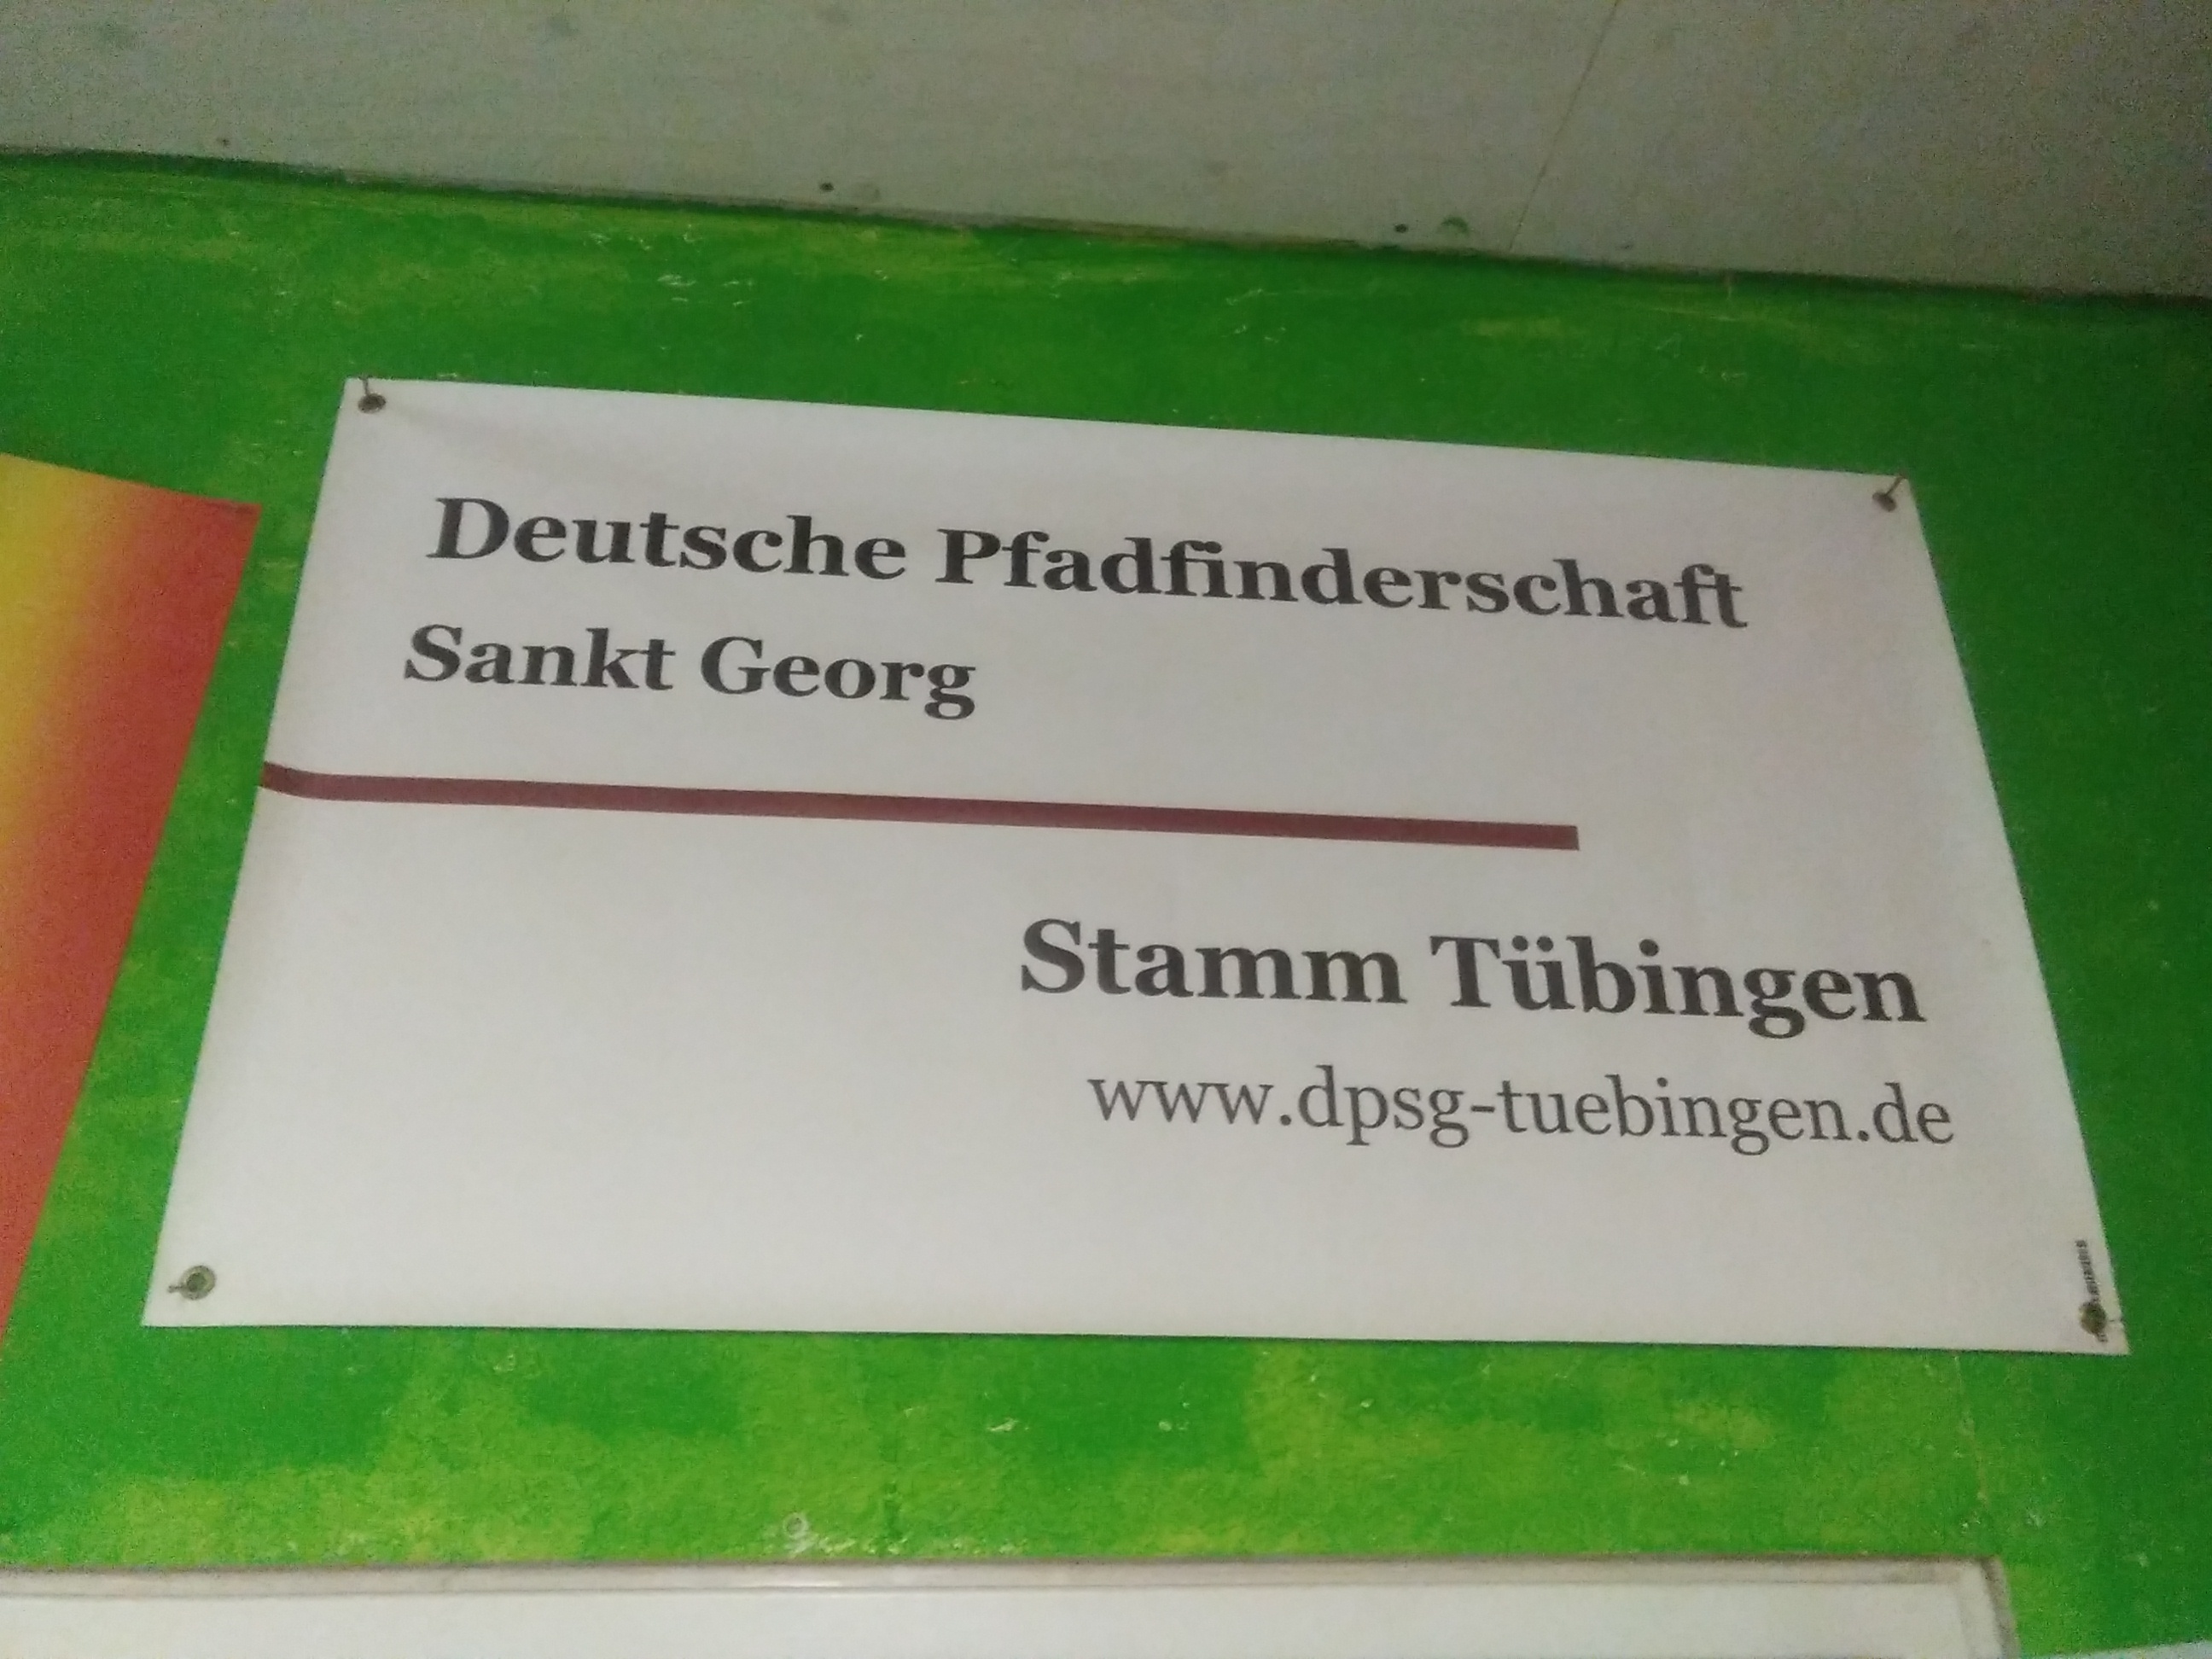 Deutsche Pfadfinderschaft
Sankt Georg
Stamm Tübingen
www.dpsg-tuebingen.de